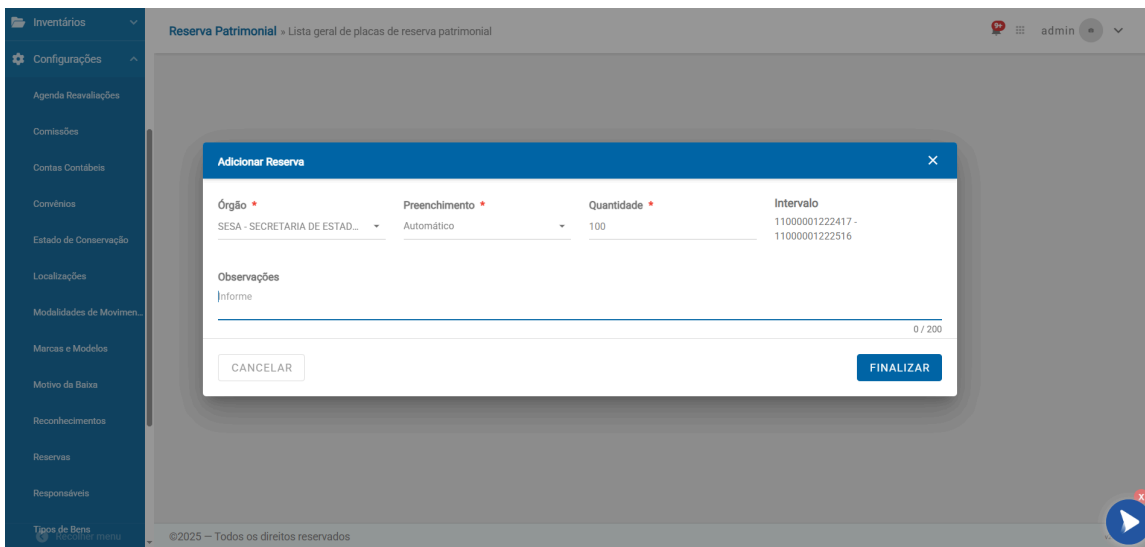 Inventários
Configurações
Agenda Reavaliações
Comissões
Contas Contábeis
Convênios
Estado de Conservação
Localizações
Modalidades de Movimen...
Marcas e Modelos
Motivo da Baixa
Reconhecimentos
Reservas
Responsáveis
Tipos de Bens
Recolher menu
Reserva Patrimonial » Lista geral de placas de reserva patrimonial
9+
admin
Adicionar Reserva
Órgão *
SESA - SECRETARIA DE ESTAD...
Preenchimento *
Automático
Quantidade *
100
Intervalo
11000001222417 -
11000001222516
Observações
Informe
0 / 200
CANCELAR
FINALIZAR
©2025 — Todos os direitos reservados
x